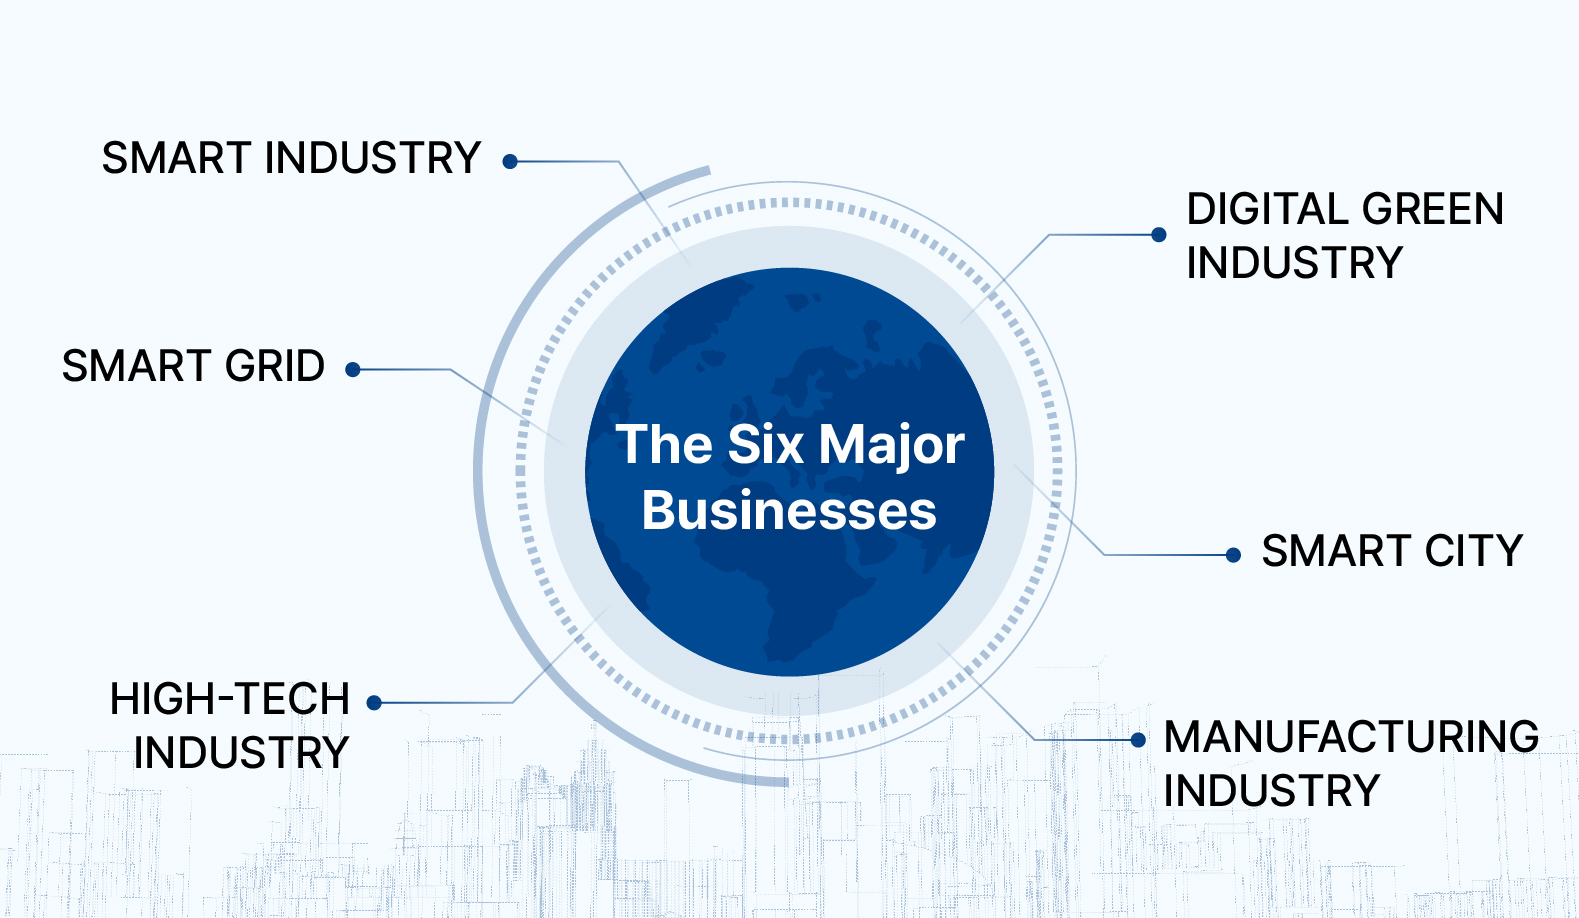 SMART INDUSTRY
DIGITAL GREEN
INDUSTRY
SMART GRID
The Six Major
Businesses
SMART CITY
HIGH-TECH
INDUSTRY
MANUFACTURING
INDUSTRY